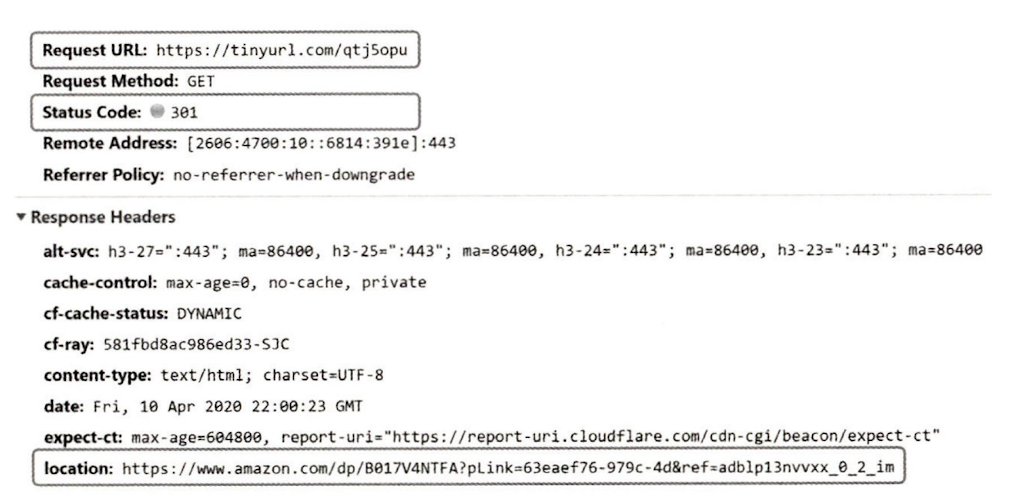 Request URL: https://tinyurl.com/qtj5opu
Request Method: GET
Status Code: 301
Remote Address: [2606:4700:10::6814:391e]:443
Referrer Policy: no-referrer-when-downgrade
Response Headers
alt-svc: h3-27=":443"; ma=86400, h3-25=":443"; ma=86400, h3-24=":443"; ma=86400, h3-23=":443"; ma=86400
cache-control: max-age=0, no-cache, private
cf-cache-status: DYNAMIC
cf-ray: 581fbd8ac986ed33-SJC
content-type: text/html; charset=UTF-8
date: Fri, 10 Apr 2020 22:00:23 GMT
expect-ct: max-age=604800, report-uri="https://report-uri.cloudflare.com/cdn-cgi/beacon/expect-ct"
location: https://www.amazon.com/dp/B017V4NTFA?pLink=63eaef76-979c-4d&ref=adblp13nvvxx_0_2_im